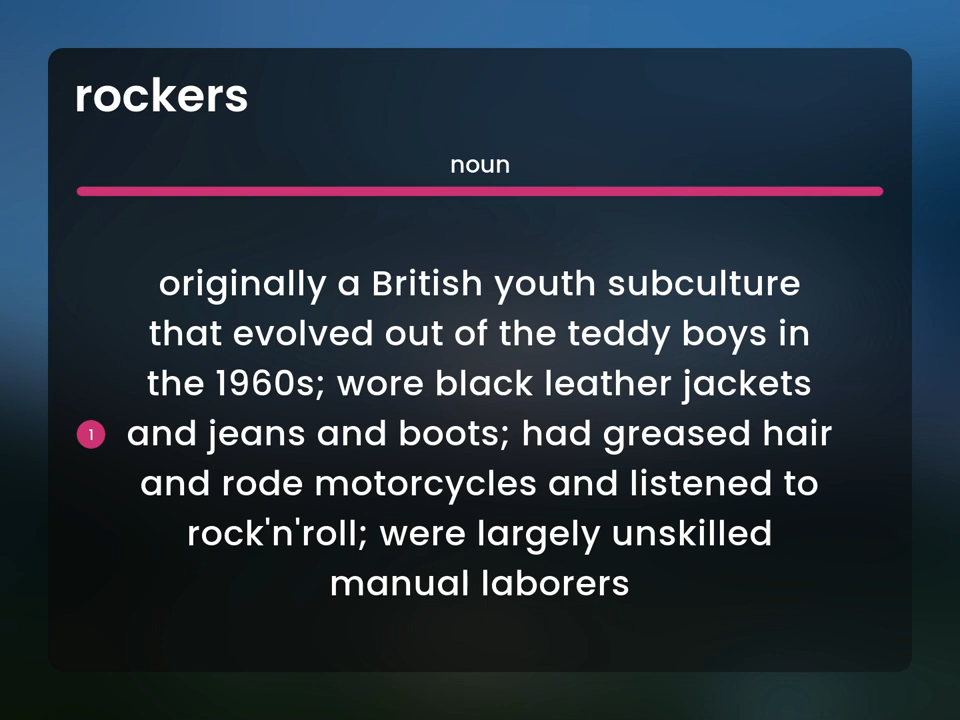 rockers
noun
originally a British youth subculture
that evolved out of the teddy boys in
the 1960s; wore black leather jackets
1 and jeans and boots; had greased hair
and rode motorcycles and listened to
rock'n'roll; were largely unskilled
manual laborers